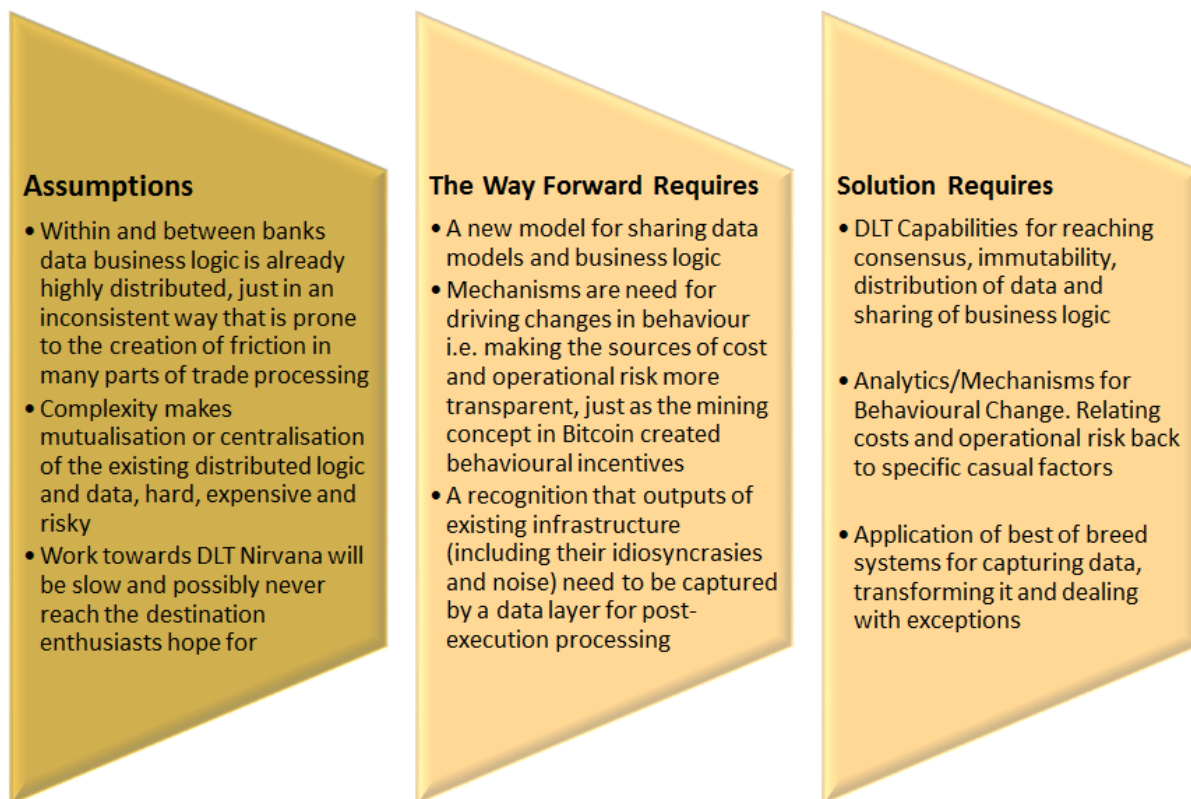 Assumptions
• Within and between banks
data business logic is already
highly distributed, just in an
inconsistent way that is prone
to the creation of friction in
many parts of trade processing
• Complexity makes
mutualisation or centralisation
of the existing distributed logic
and data, hard, expensive and
risky
• Work towards DLT Nirvana will
be slow and possibly never
reach the destination
enthusiasts hope for
The Way Forward Requires
• A new model for sharing data
models and business logic
• Mechanisms are need for
driving changes in behaviour
i.e. making the sources of cost
and operational risk more
transparent, just as the mining
concept in Bitcoin created
behavioural incentives
• A recognition that outputs of
existing infrastructure
(including their idiosyncrasies
and noise) need to be captured
by a data layer for post-
execution processing
Solution Requires
• DLT Capabilities for reaching
consensus, immutability,
distribution of data and
sharing of business logic
• Analytics/Mechanisms for
Behavioural Change. Relating
costs and operational risk back
to specific casual factors
• Application of best of breed
systems for capturing data,
transforming it and dealing
with exceptions